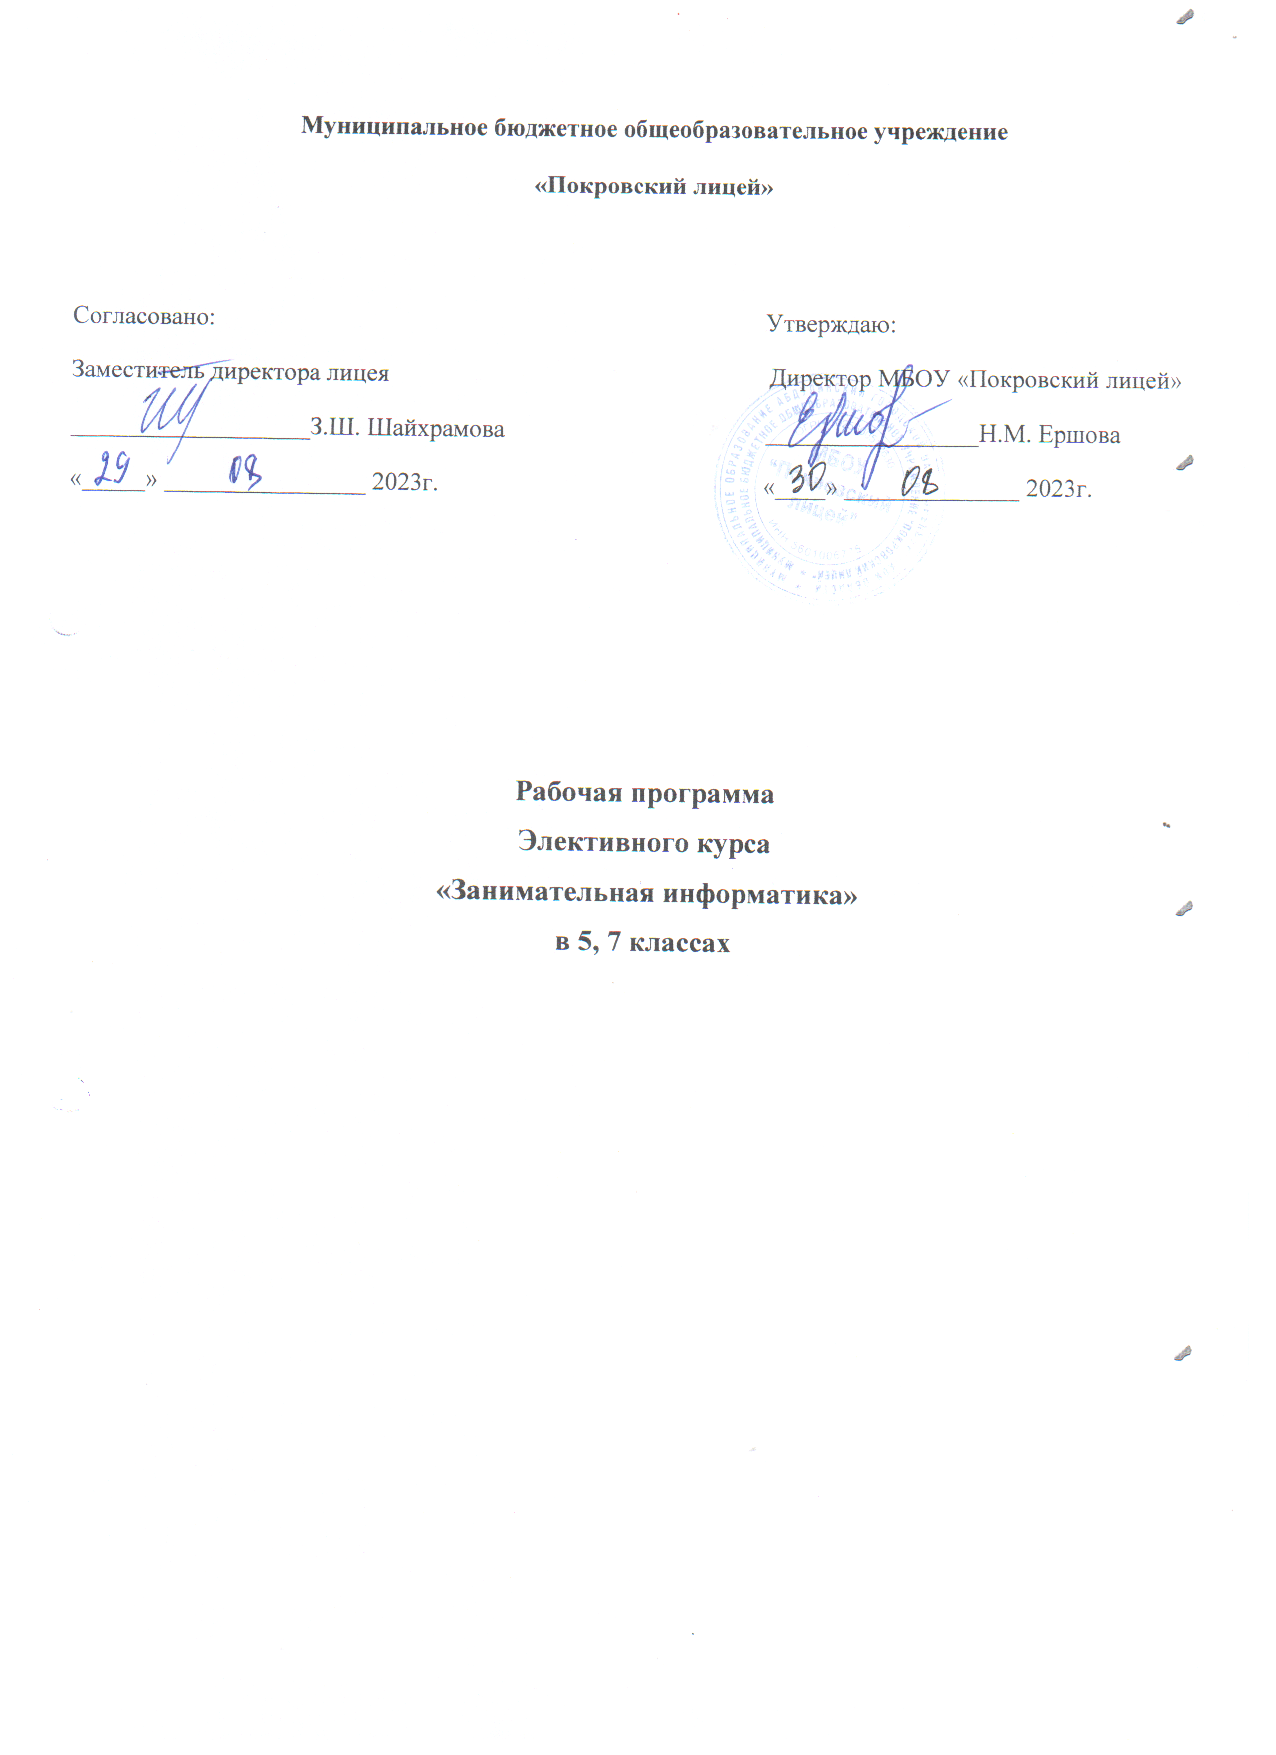 Муниципальное бюджетное общеобразовательное учреждение
«Покровский лицей»
Согласовано:
Заместитель директора лицея
З.Ш. Шайхрамова
«29» 08 2023г.
Утверждаю:
Директор МБОУ «Покровский лицей»
Н.М. Ершова
«30» 08 2023г.
Рабочая программа
Элективного курса
«Занимательная информатика»
в 5, 7 классах